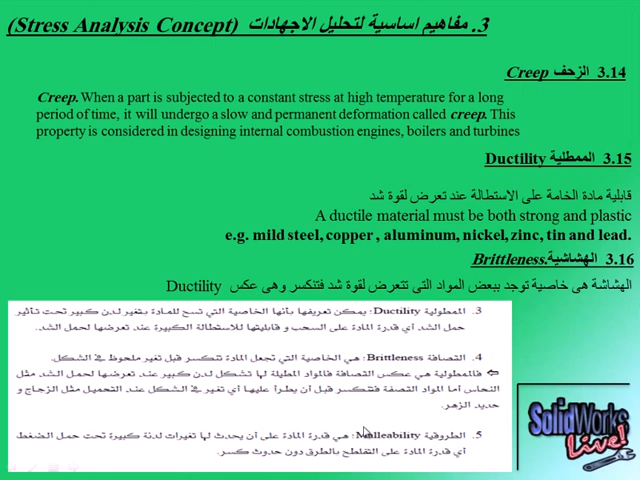 3. مفاهيم اساسية لتحليل الاجهادات (Stress Analysis Concept)
3.14 الزحف Creep
Creep. When a part is subjected to a constant stress at high temperature for a long
period of time, it will undergo a slow and permanent deformation called creep. This
property is considered in designing internal combustion engines, boilers and turbines
3.15 الممطلية Ductility
قابلية مادة الخامة على الاستطالة عند تعرض لقوة شد
A ductile material must be both strong and plastic
e.g. mild steel, copper , aluminum, nickel, zinc, tin and lead.
3.16 الهشاشية.Brittleness
الهشاشة هى خاصية توجد ببعض المواد التى تتعرض لقوة شد فتنكسر وهى عكس Ductility
3. الممطولية Ductility: يمكن تعريفها بأنها الخاصية التي تسمح للمادة بتغير لدن كبير تحت تأثير
حمل الشد أي قدرة المادة على السحب و قابليتها للاستطالة الكبيرة عند تعرضها لحمل الشد.
4. التصافة Brittleness: هي الخاصية التي تجعل المادة تنكسر قبل تغير ملحوظ في الشكل.
⇦ فالممطولية هي عكس التصافة فالمواد المطيلة لها تشكل لدن كبير عند تعرضها لحمل الشد مثل
النحاس أما المواد التصفة فتنكسر قبل أن يطرأ عليها أي تغير في الشكل عند التحميل مثل الزجاج و
حديد الزهر.
5. الطروقية Malleability: هي قدرة المادة على أن يحدث لها تغيرات لدنة كبيرة تحت حمل الضغط
أي قدرة المادة على التفلطح بالطرق دون حدوث كسر.
SolidWorks
Live!